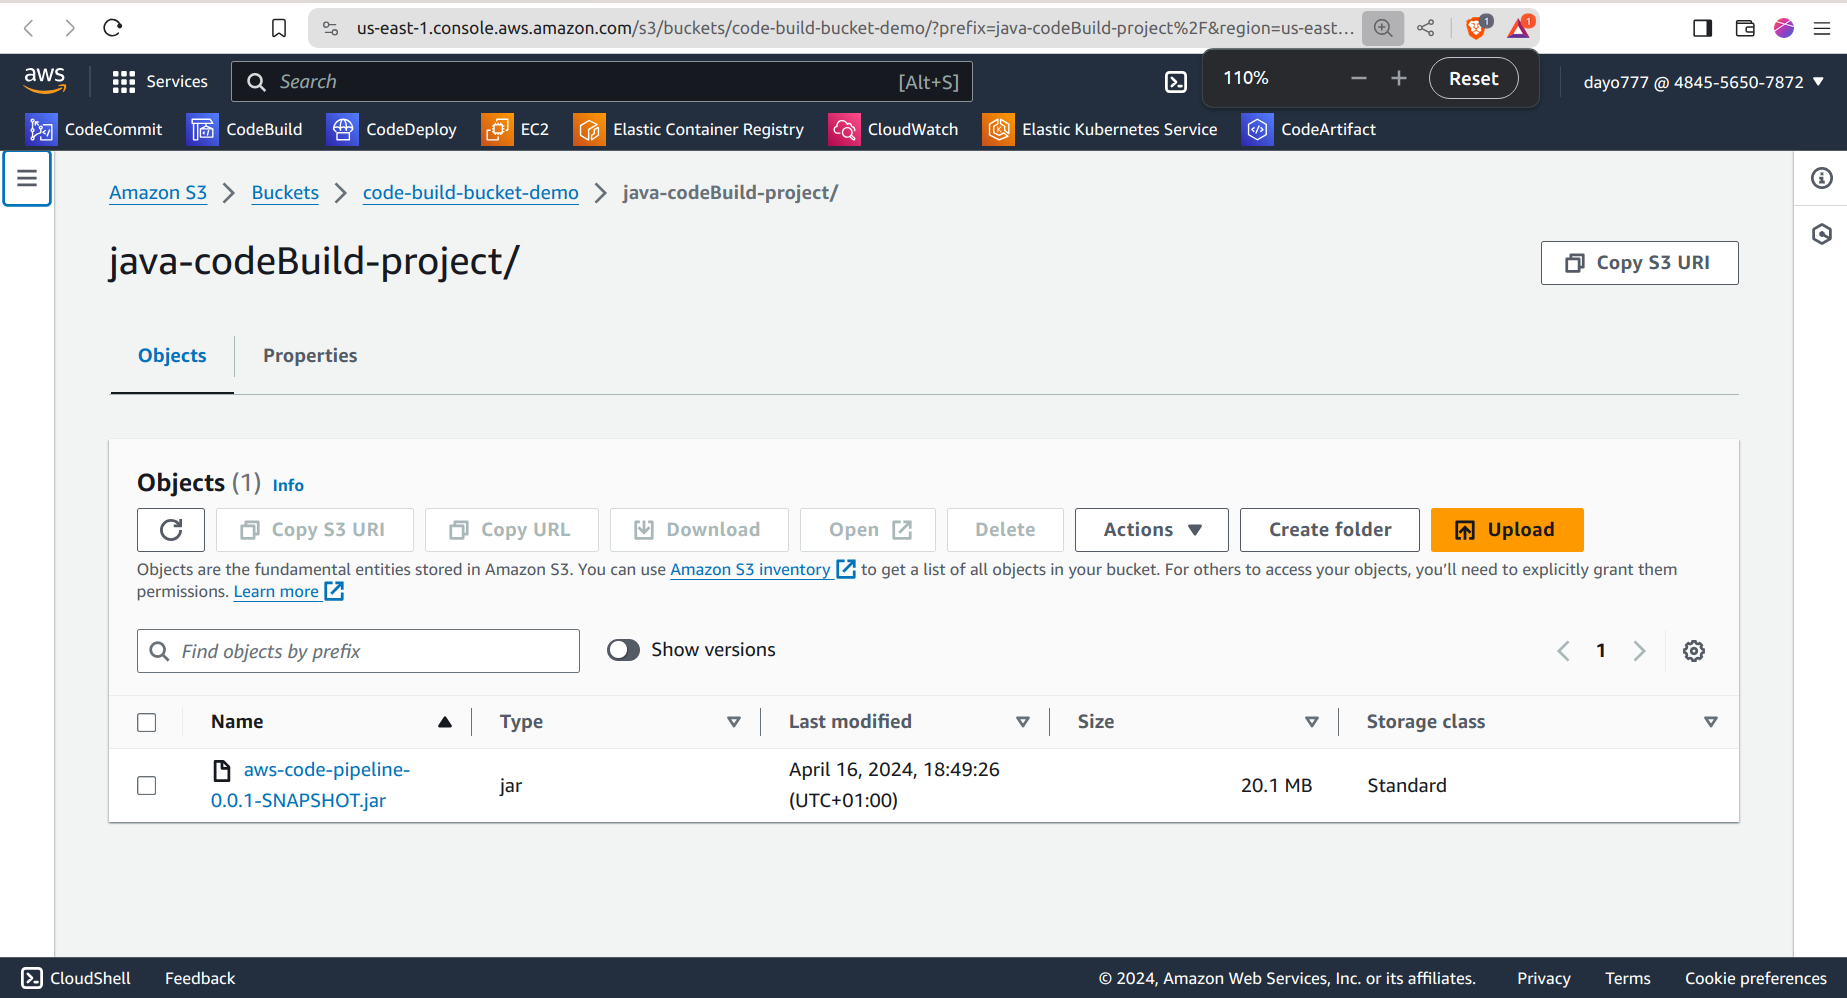 us-east-1.console.aws.amazon.com/s3/buckets/code-build-bucket-demo/?prefix=java-codeBuild-project%2F&region=us-east...
1
1
aws
Services
Search
[Alt+S]
110%
Reset
dayo777 @ 4845-5650-7872
CodeCommit
CodeBuild
CodeDeploy
EC2
Elastic Container Registry
CloudWatch
Elastic Kubernetes Service
CodeArtifact
Amazon S3
Buckets
code-build-bucket-demo
java-codeBuild-project/
java-codeBuild-project/
Copy S3 URI
Objects
Properties
Objects (1) Info
Copy S3 URI
Copy URL
Download
Open
Delete
Actions
Create folder
Upload
Objects are the fundamental entities stored in Amazon S3. You can use Amazon S3 inventory to get a list of all objects in your bucket. For others to access your objects, you’ll need to explicitly grant them
permissions. Learn more
Find objects by prefix
Show versions
1
Name
Type
Last modified
Size
Storage class
aws-code-pipeline-
0.0.1-SNAPSHOT.jar
jar
April 16, 2024, 18:49:26
(UTC+01:00)
20.1 MB
Standard
CloudShell
Feedback
© 2024, Amazon Web Services, Inc. or its affiliates.
Privacy
Terms
Cookie preferences